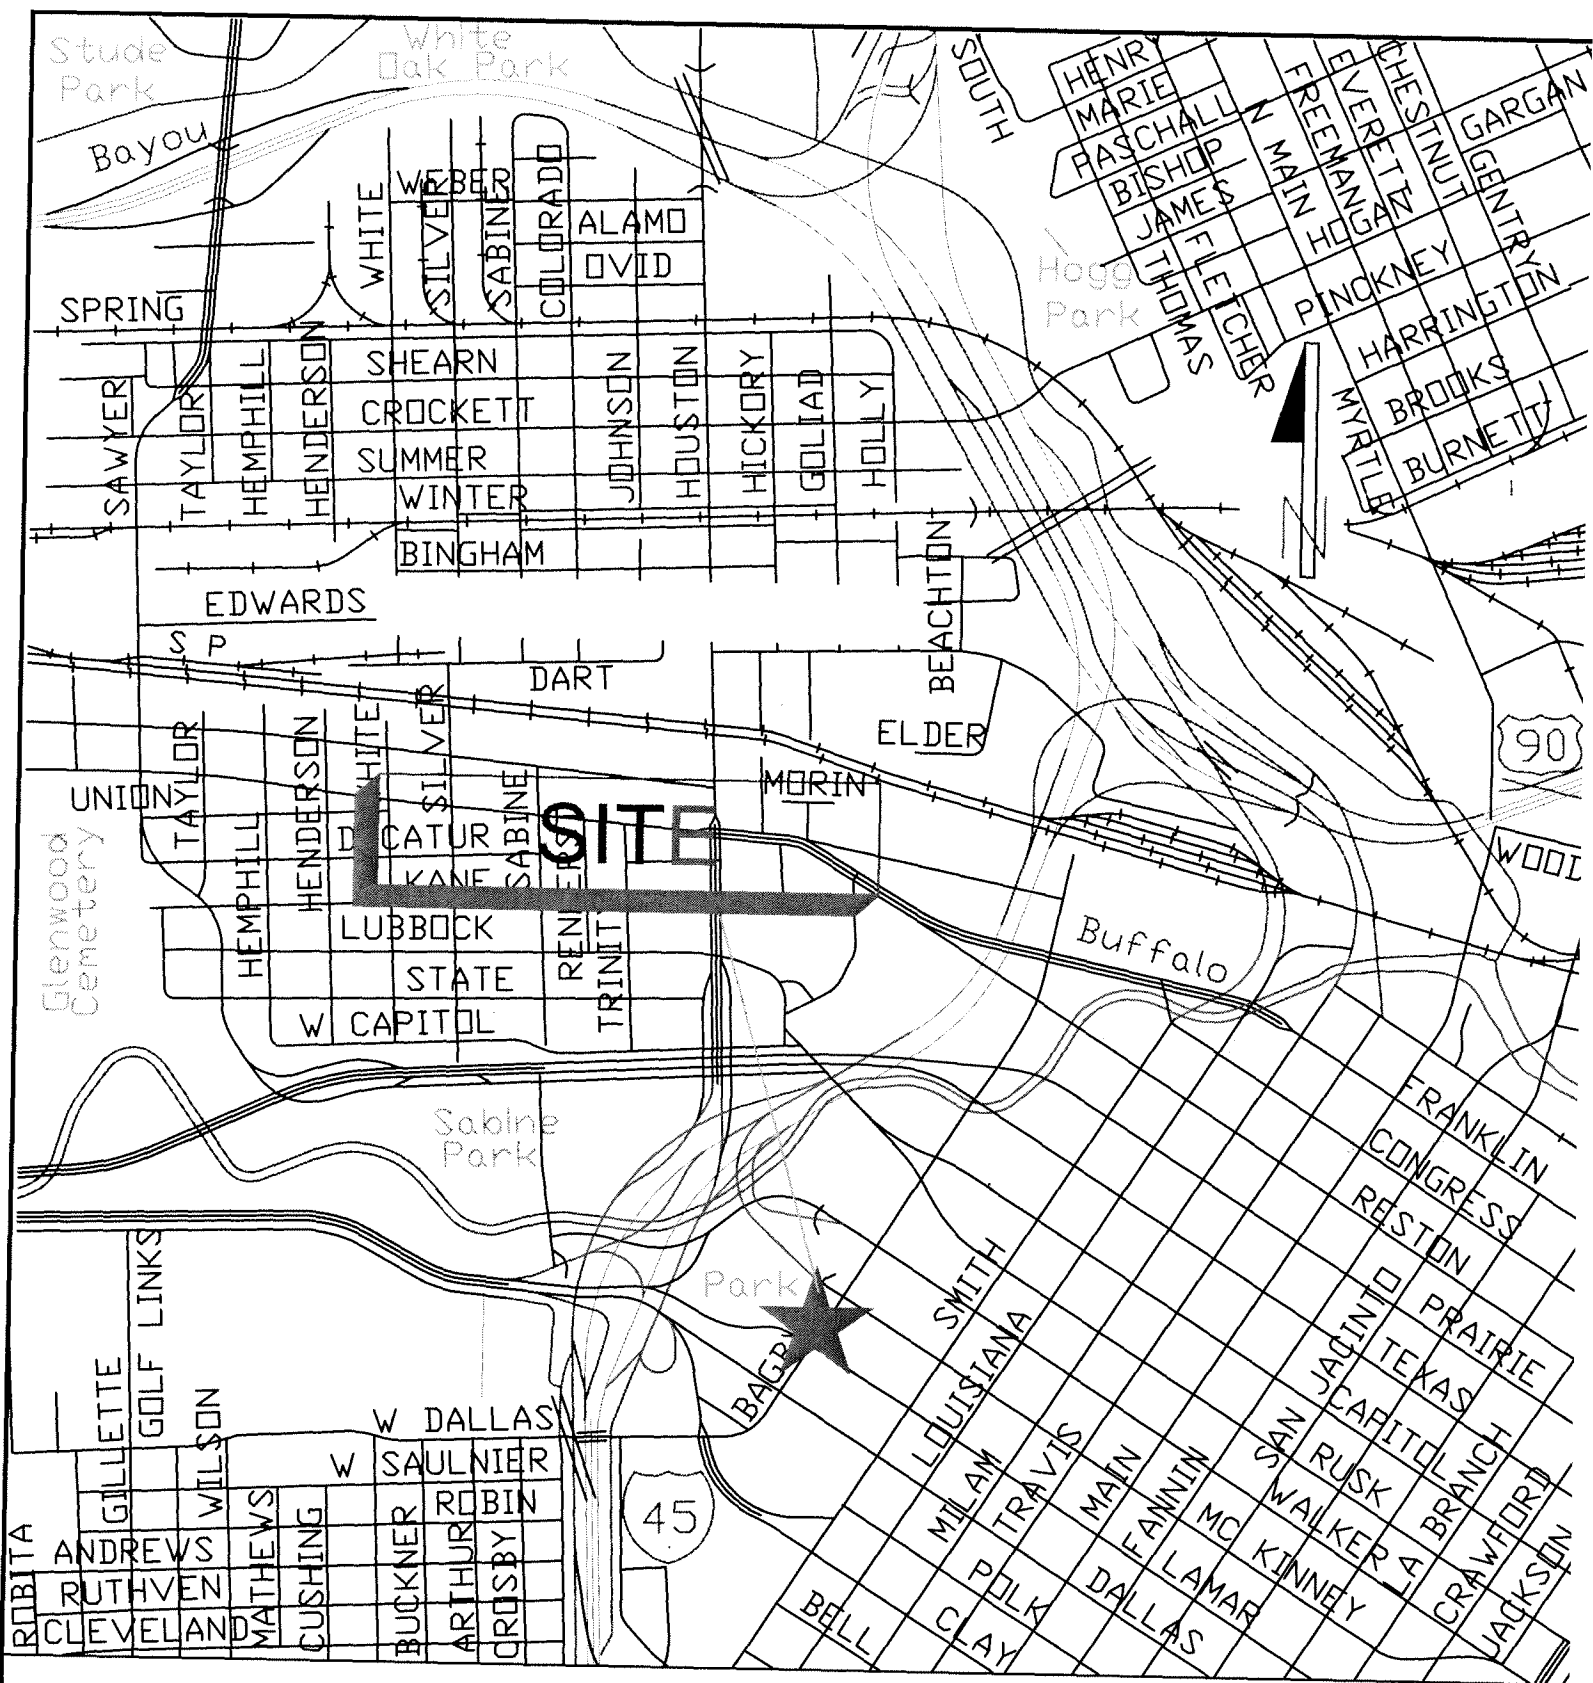 Stude
Park
White
Oak Park
Bayou
SOUTH
HENRY
MARIE
PASCHALL
BISHOP
JAMES
THOMAS
FLETCHER
N MAIN
FREEMAN
EVERETT
CHESTNUT
GARGAN
GENTRY
HOGAN
PINCKNEY
HARRINGTON
BROOKS
BURNETT
MYRTLE
Hogg
Park
N
WHITE
WEBER
SILVER
SABINE
COLORADO
ALAMO
OVID
SPRING
SHEARN
CROCKETT
SUMMER
WINTER
BINGHAM
SAWYER
TAYLOR
HEMPHILL
HENDERSON
JOHNSON
HOUSTON
HICKORY
GOLIAD
HOLLY
BEACHTON
EDWARDS
S P
DART
ELDER
MORIN
90
WOOD
UNION
TAYLOR
HEMPHILL
HENDERSON
SILVER
SABINE
SITE
KANE
LUBBOCK
STATE
W CAPITOL
Glenwood
Cemetery
Buffalo
Sabine
Park
Park
FRANKLIN
CONGRESS
RESTON
PRAIRIE
TEXAS
CAPITOL
RUSK
WALKER
MC KINNEY
LAMAR
DALLAS
POLK
CLAY
BELL
SMITH
LOUISIANA
MILAM
TRAVIS
MAIN
FANNIN
SAN JACINTO
LA BRANCH
CRAWFORD
JACKSON
GILLETTE
GOLF LINKS
WILSON
W DALLAS
W SAULNIER
ROBIN
45
ANDREWS
RUTHVEN
CLEVELAND
ROBITA
MATHEWS
CUSHING
BUCKNER
ARTHUR
CROSBY